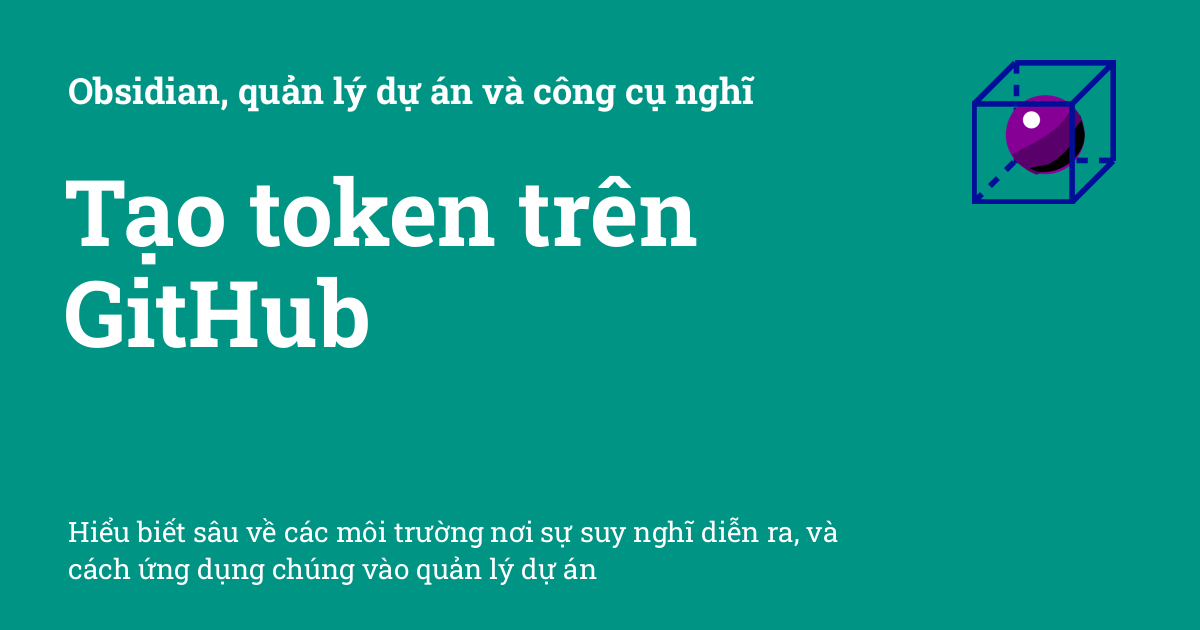 Obsidian, quản lý dự án và công cụ nghĩ
Tạo token trên
GitHub
Hiểu biết sâu về các môi trường nơi sự suy nghĩ diễn ra, và
cách ứng dụng chúng vào quản lý dự án